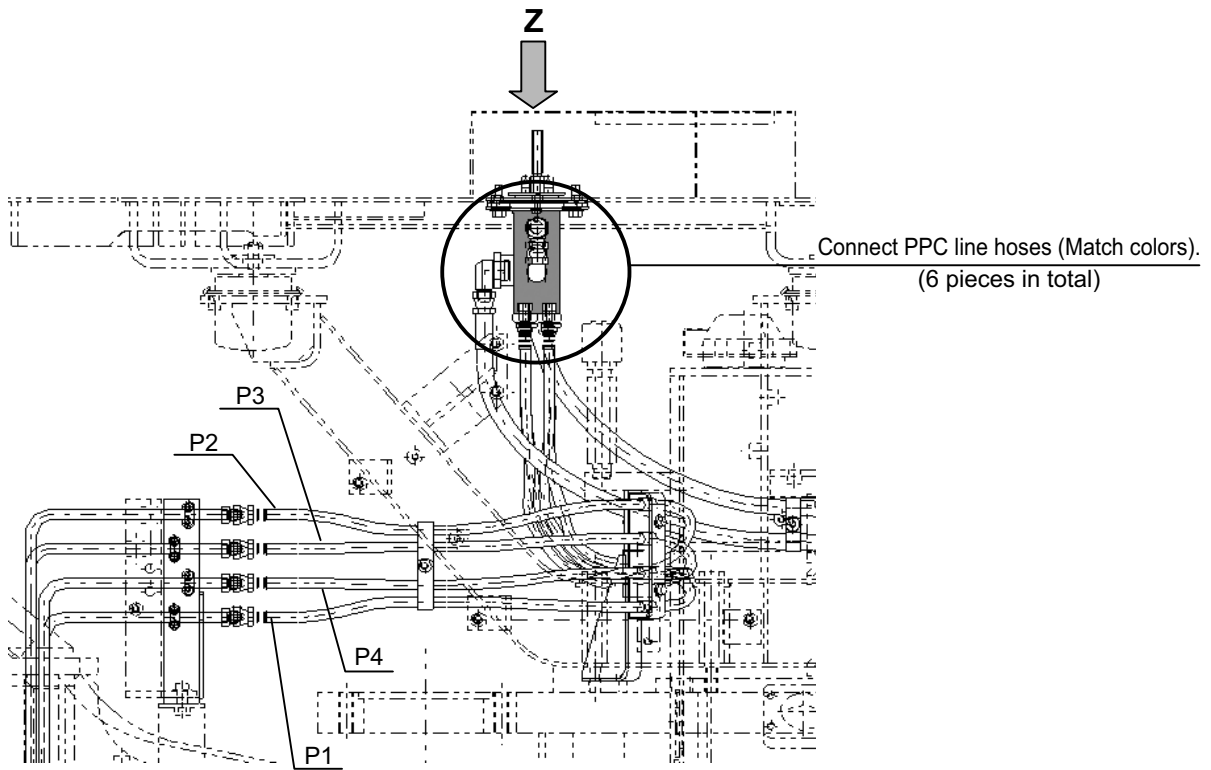 Z
Connect PPC line hoses (Match colors).
(6 pieces in total)
P3
P2
P4
P1